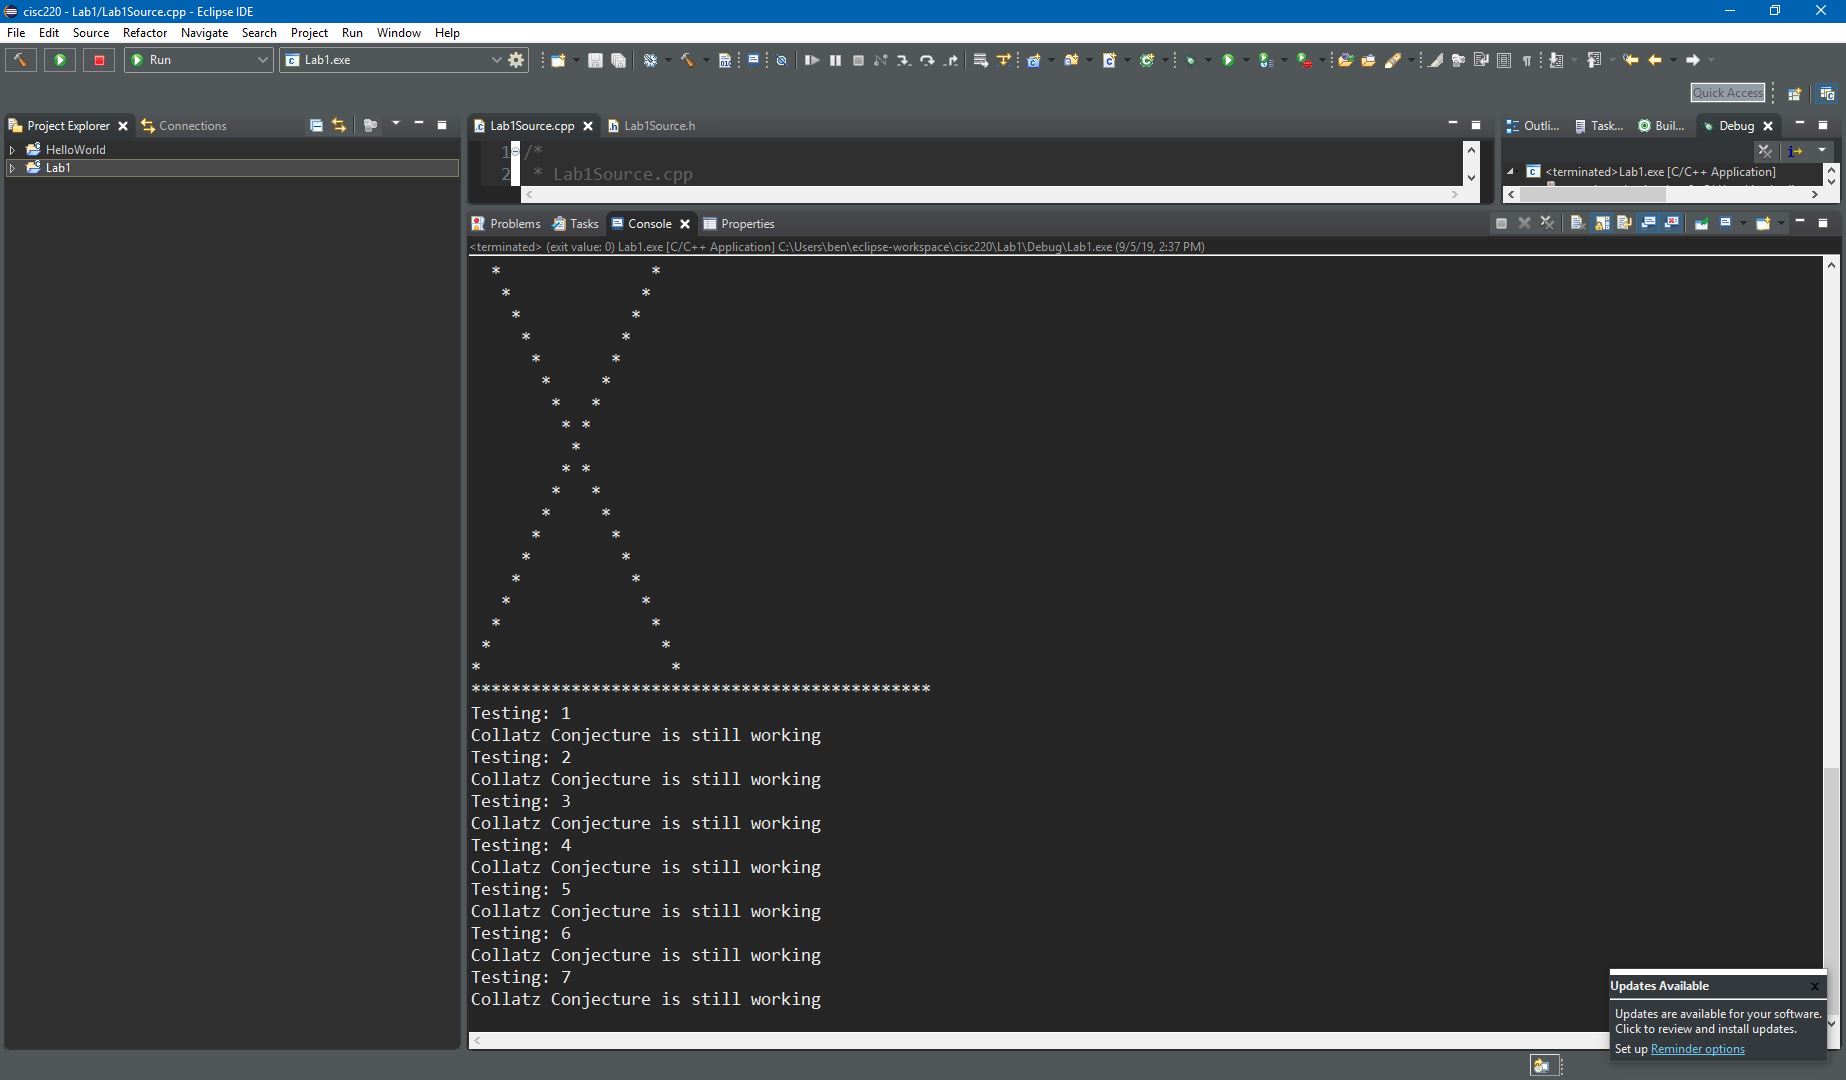 cisc220 - Lab1/Lab1Source.cpp - Eclipse IDE
File Edit Source Refactor Navigate Search Project Run Window Help
Run Lab1.exe
Quick Access
Project Explorer Connections
HelloWorld
Lab1
Lab1Source.cpp Lab1Source.h
1 /*
2 * Lab1Source.cpp
Outli... Task... Buil... Debug
<terminated>Lab1.exe [C/C++ Application]
Problems Tasks Console Properties
<terminated> (exit value: 0) Lab1.exe [C/C++ Application] C:\Users\ben\eclipse-workspace\cisc220\Lab1\Debug\Lab1.exe (9/5/19, 2:37 PM)
  *               *
   *             *
    *           *
     *         *
      *       *
       *     *
        *   *
         * *
          *
         * *
        *   *
       *     *
      *       *
     *         *
    *           *
   *             *
  *               *
 *                 *
*                   *
**********************************************
Testing: 1
Collatz Conjecture is still working
Testing: 2
Collatz Conjecture is still working
Testing: 3
Collatz Conjecture is still working
Testing: 4
Collatz Conjecture is still working
Testing: 5
Collatz Conjecture is still working
Testing: 6
Collatz Conjecture is still working
Testing: 7
Collatz Conjecture is still working
Updates Available
Updates are available for your software.
Click to review and install updates.
Set up Reminder options